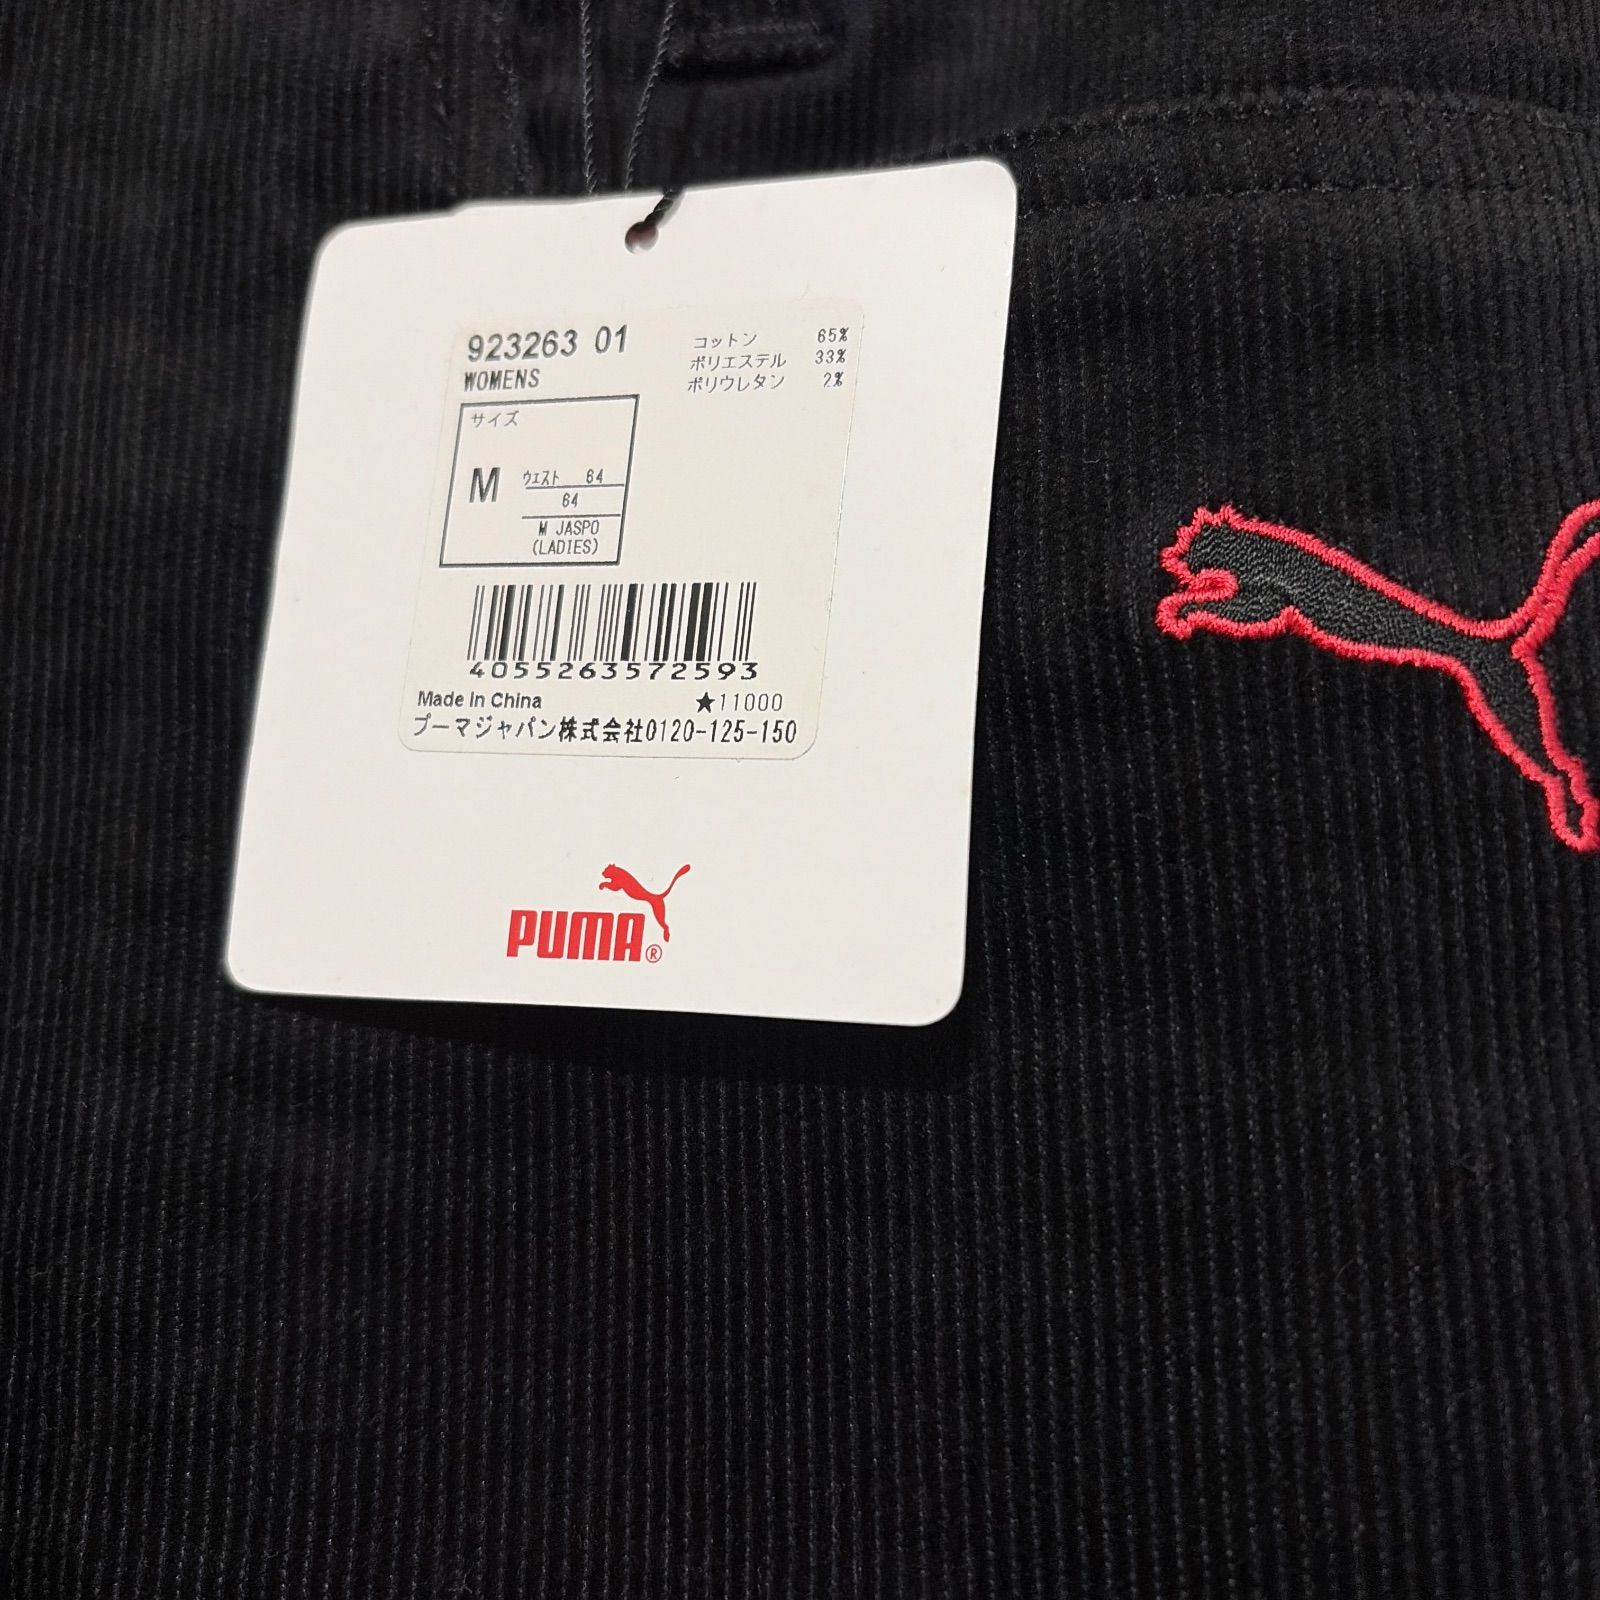 923263 01
WOMENS
コットン 65%
ポリエステル 33%
ポリウレタン 2%
サイズ
M
ウエスト 64
64
M JASPO
(LADIES)
4055263572593
Made in China ★11000
プーマジャパン株式会社0120-125-150
PUMA®